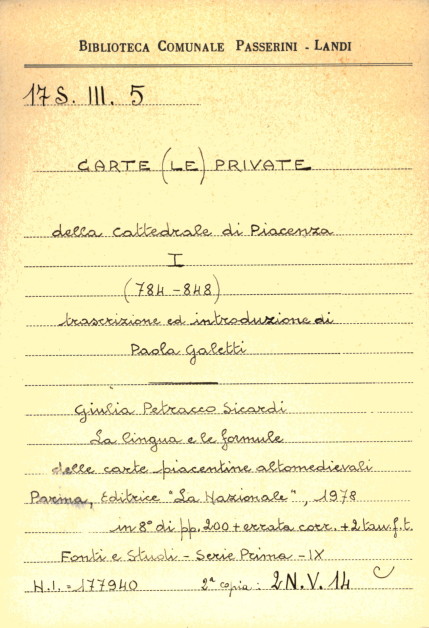 BIBLIOTECA COMUNALE PASSERINI - LANDI
17 S. III. 5
CARTE (LE) PRIVATE
della Cattedrale di Piacenza
I
(784-848)
trascrizione ed introduzione di
Paola Galetti
Giulia Petracco Sicardi
La lingua e le formule
delle carte piacentine altomedievali
Parma, Editrice "La Nazionale", 1978
in 8° di pp. 200 + errata corr. + 2 tav. f.t.
Fonti e Studi - Serie Prima - IX
N.I. = 177940 2ª copia: 2 N. V. 14